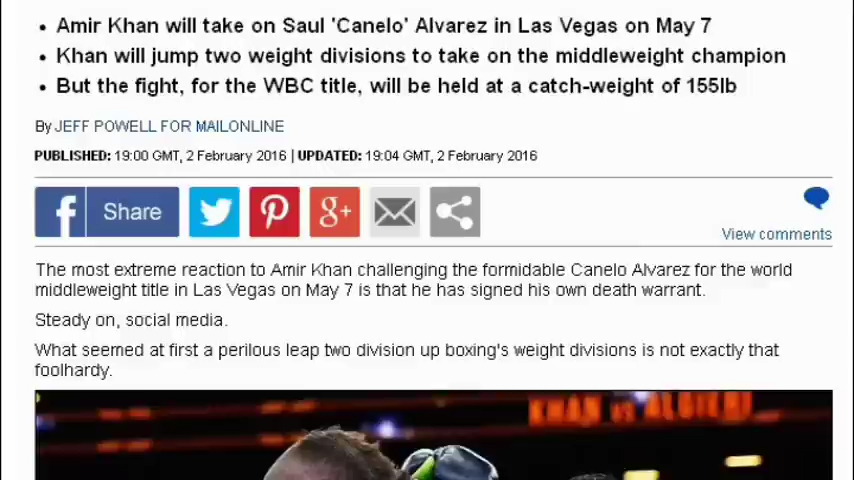 Amir Khan will take on Saul 'Canelo' Alvarez in Las Vegas on May 7
Khan will jump two weight divisions to take on the middleweight champion
But the fight, for the WBC title, will be held at a catch-weight of 155lb
By JEFF POWELL FOR MAILONLINE
PUBLISHED: 19:00 GMT, 2 February 2016 | UPDATED: 19:04 GMT, 2 February 2016
f Share
g+
View comments
The most extreme reaction to Amir Khan challenging the formidable Canelo Alvarez for the world
middleweight title in Las Vegas on May 7 is that he has signed his own death warrant.
Steady on, social media.
What seemed at first a perilous leap two division up boxing's weight divisions is not exactly that
foolhardy.
KHAN vs ALGIERI